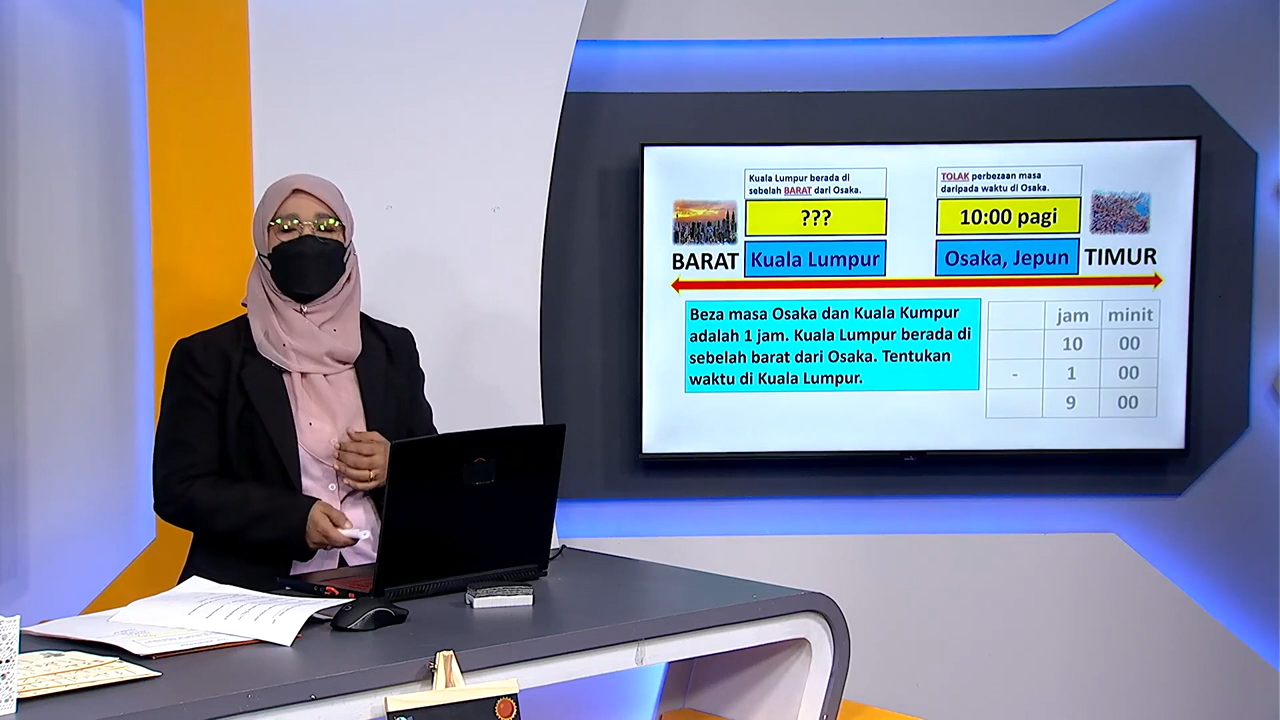 Kuala Lumpur berada di
sebelah BARAT dari Osaka.
TOLAK perbezaan masa
daripada waktu di Osaka.
???
10:00 pagi
BARAT
Kuala Lumpur
Osaka, Jepun
TIMUR
Beza masa Osaka dan Kuala Kumpur
adalah 1 jam. Kuala Lumpur berada di
sebelah barat dari Osaka. Tentukan
waktu di Kuala Lumpur.
jam minit
10 00
- 1 00
9 00